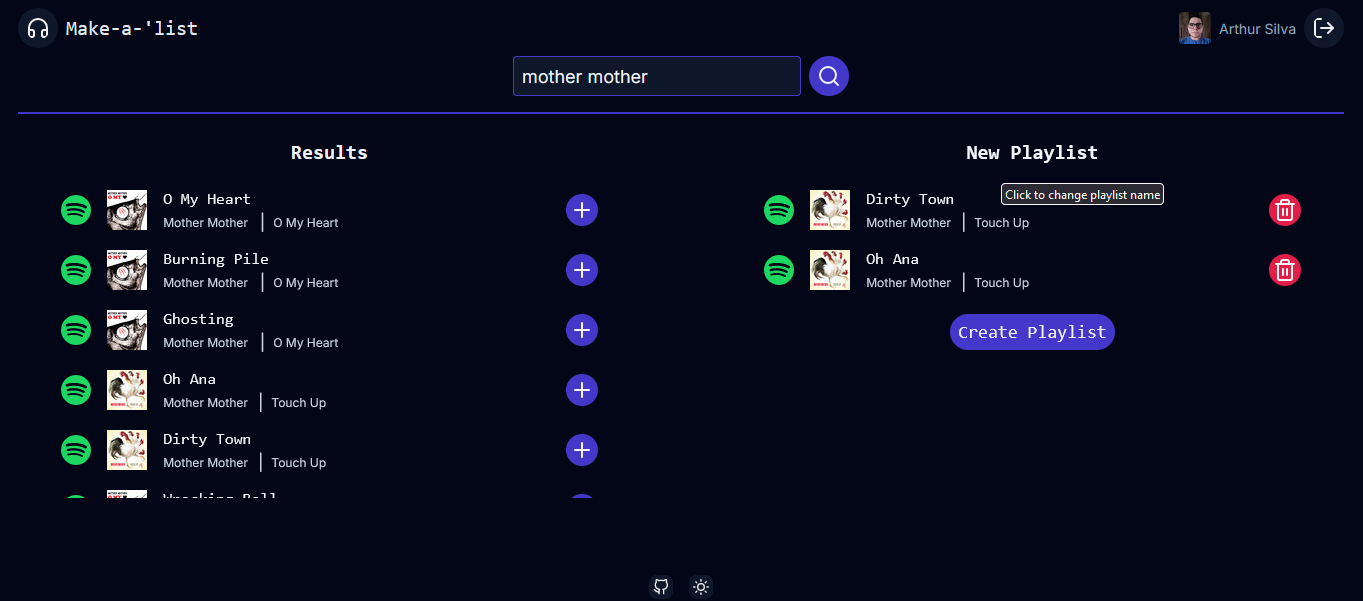 Make-a-'list
Arthur Silva
mother mother
Results
O My Heart
Mother Mother | O My Heart
Burning Pile
Mother Mother | O My Heart
Ghosting
Mother Mother | O My Heart
Oh Ana
Mother Mother | Touch Up
Dirty Town
Mother Mother | Touch Up
Wrecking Ball
New Playlist
Click to change playlist name
Dirty Town
Mother Mother | Touch Up
Oh Ana
Mother Mother | Touch Up
Create Playlist